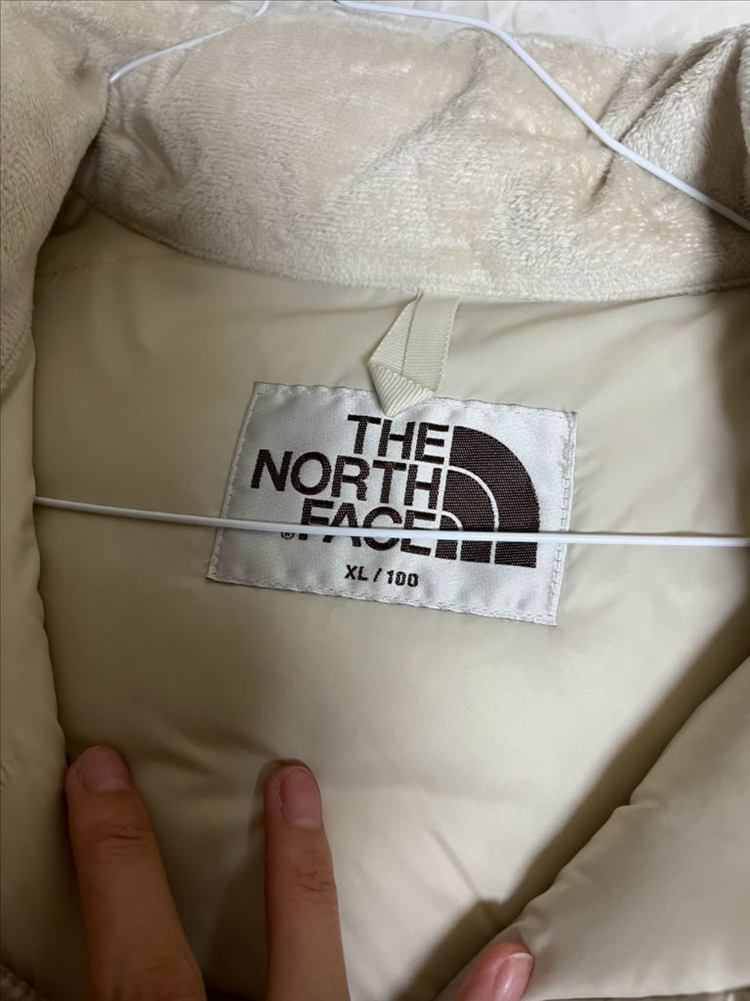 THE
NORTH
FACE
®
XL / 100